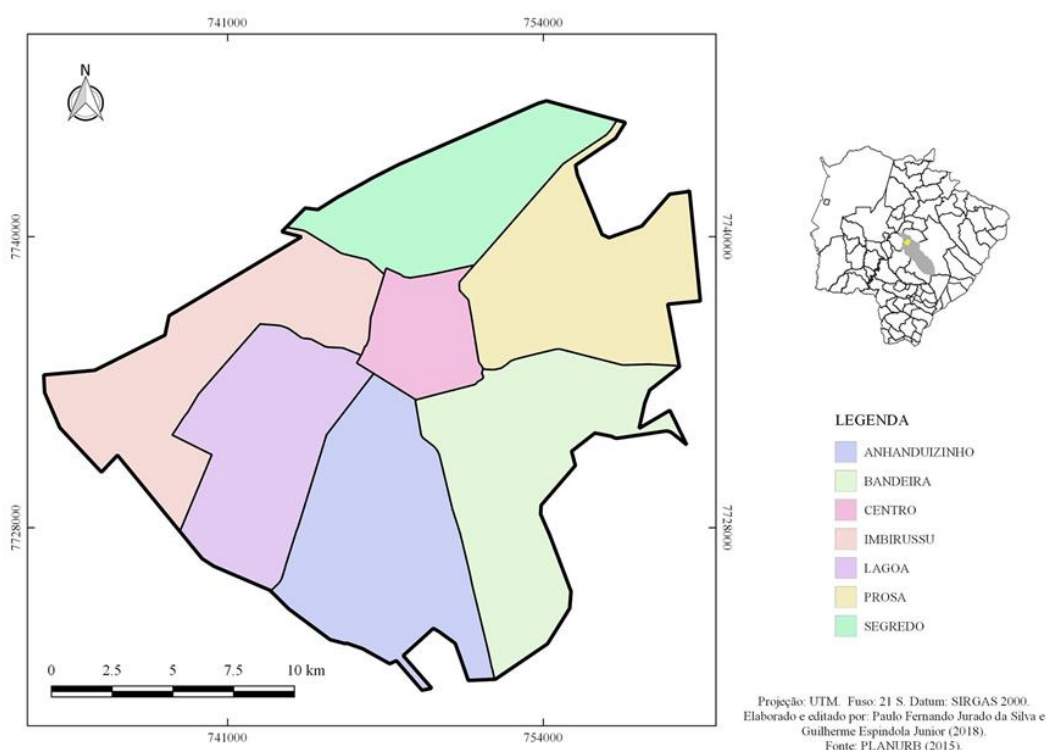 741000
754000
N
7740000
7740000
7728000
7728000
0 2.5 5 7.5 10 km
741000
754000
LEGENDA
ANHANDUIZINHO
BANDEIRA
CENTRO
IMBIRUSSU
LAGOA
PROSA
SEGREDO
Projeção: UTM. Fuso: 21 S. Datum: SIRGAS 2000.
Elaborado e editado por: Paulo Fernando Jurado da Silva e
Guilherme Espindola Junior (2018).
Fonte: PLANURB (2015).